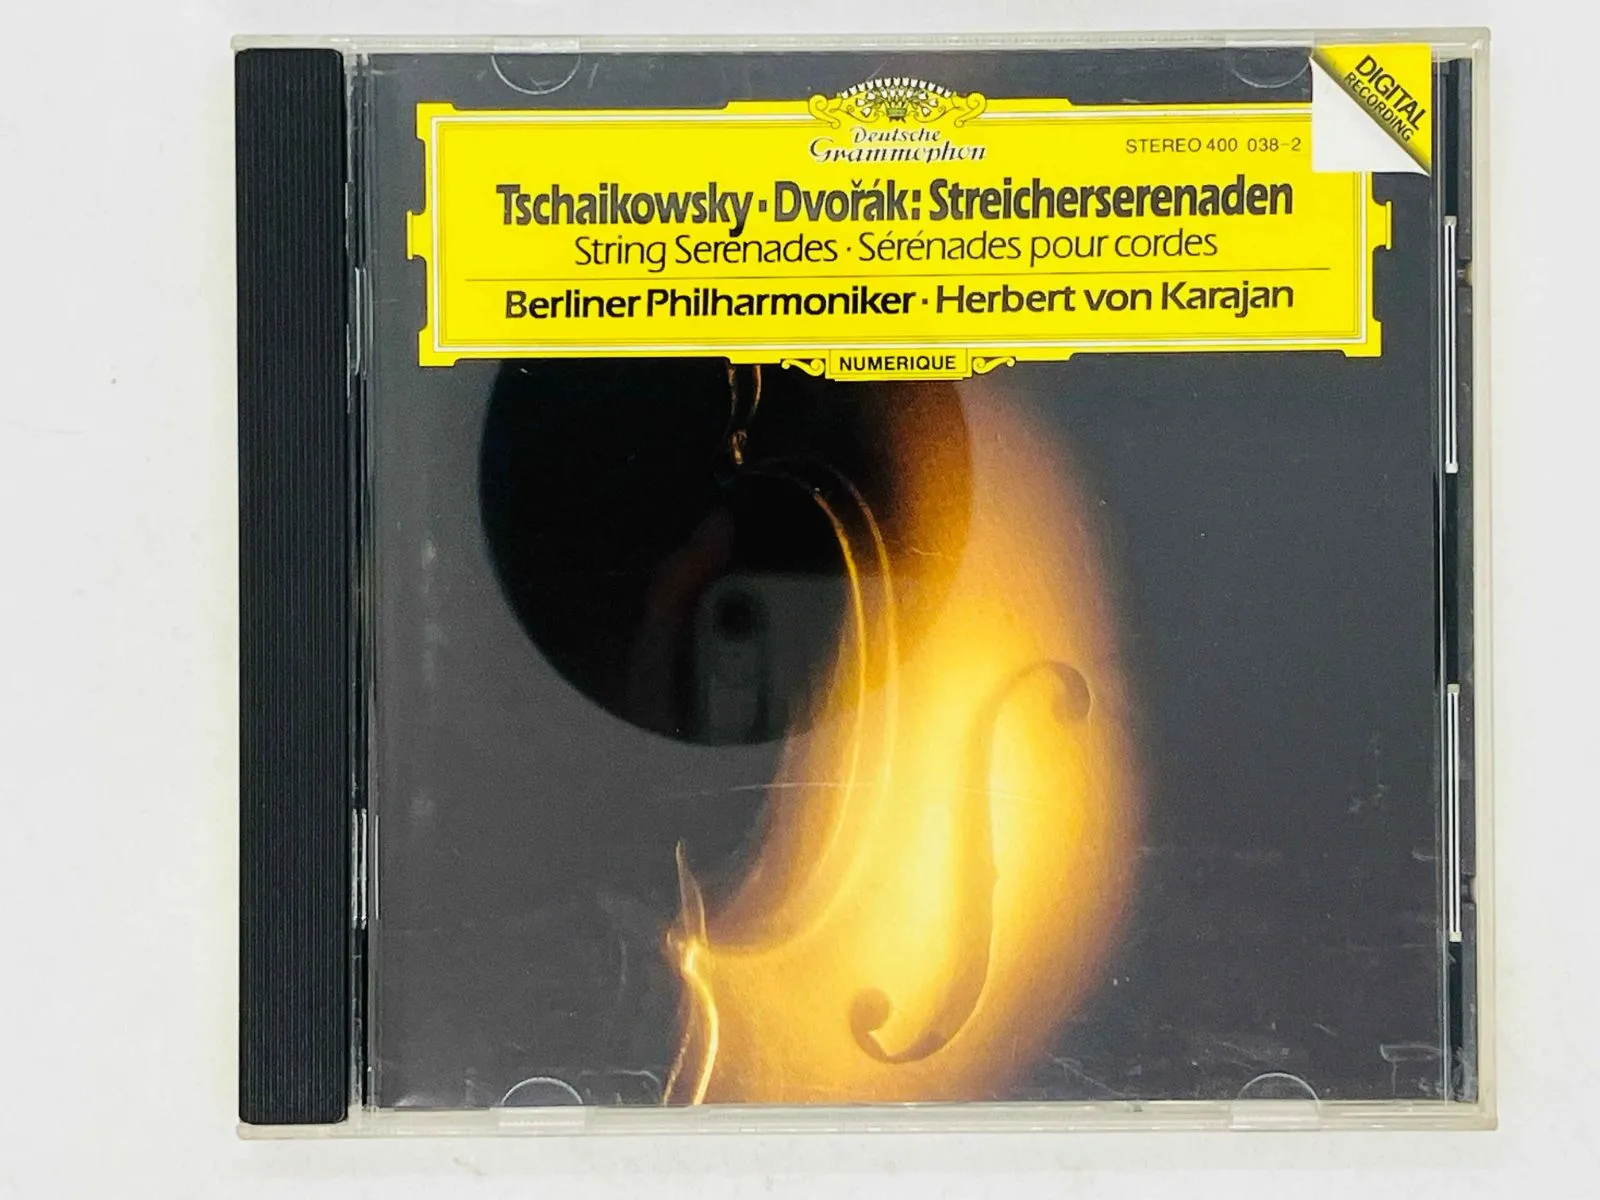 DIGITAL
RECORDING
Deutsche
Grammophon
STEREO 400 038-2
Tschaikowsky · Dvořák: Streicherserenaden
String Serenades · Sérénades pour cordes
Berliner Philharmoniker · Herbert von Karajan
NUMERIQUE